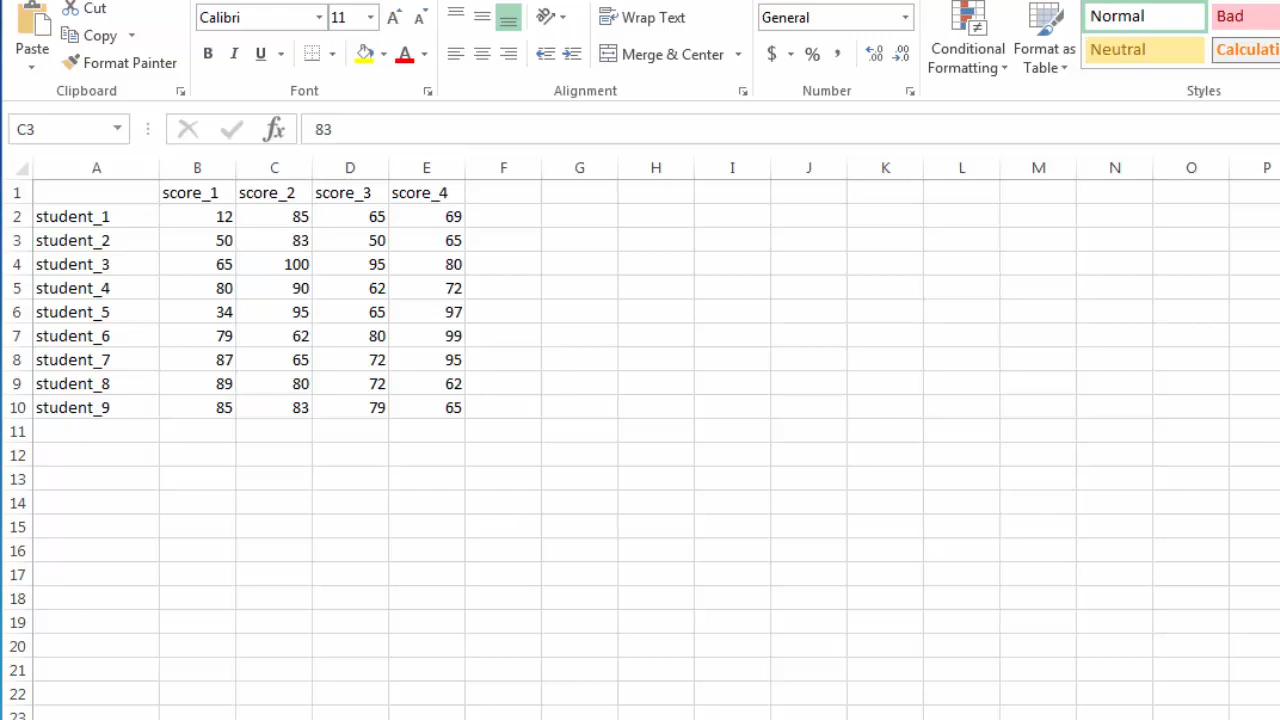 Cut
Calibri 11 Wrap Text General Normal Bad
Copy
Paste B I U Merge & Center $ % Conditional Format as Neutral Calculati
Format Painter Formatting Table
Clipboard Font Alignment Number Styles
C3 fx 83
A B C D E F G H I J K L M N O P
1 score_1 score_2 score_3 score_4
2 student_1 12 85 65 69
3 student_2 50 83 50 65
4 student_3 65 100 95 80
5 student_4 80 90 62 72
6 student_5 34 95 65 97
7 student_6 79 62 80 99
8 student_7 87 65 72 95
9 student_8 89 80 72 62
10 student_9 85 83 79 65
11
12
13
14
15
16
17
18
19
20
21
22
23